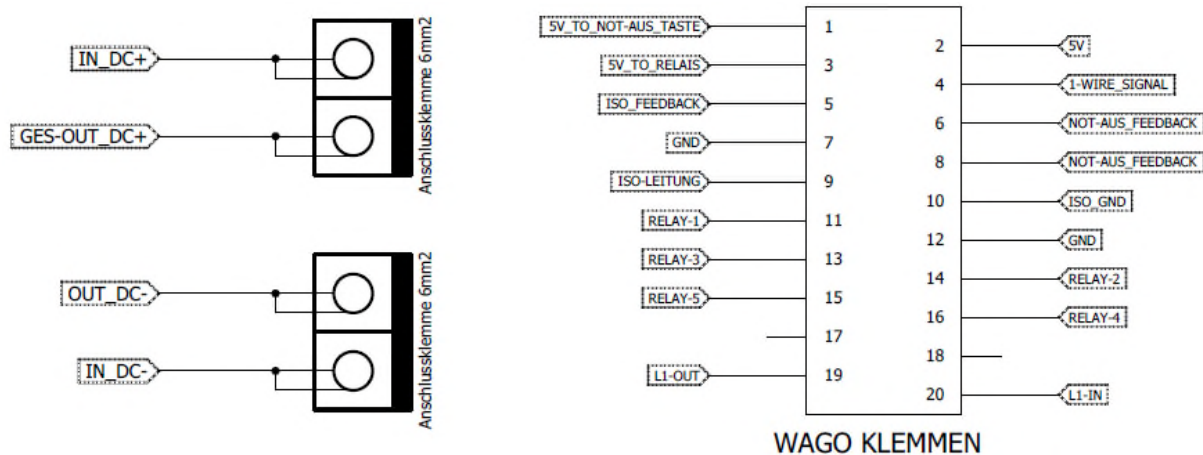 IN_DC+
GES-OUT_DC+
Anschlussklemme 6mm2
OUT_DC-
IN_DC-
Anschlussklemme 6mm2
5V_TO_NOT-AUS_TASTE 1
2 5V
5V_TO_RELAIS 3
4 1-WIRE_SIGNAL
ISO_FEEDBACK 5
6 NOT-AUS_FEEDBACK
GND 7
8 NOT-AUS_FEEDBACK
ISO-LEITUNG 9
10 ISO_GND
RELAY-1 11
12 GND
RELAY-3 13
14 RELAY-2
RELAY-5 15
16 RELAY-4
17
18
L1-OUT 19
20 L1-IN
WAGO KLEMMEN